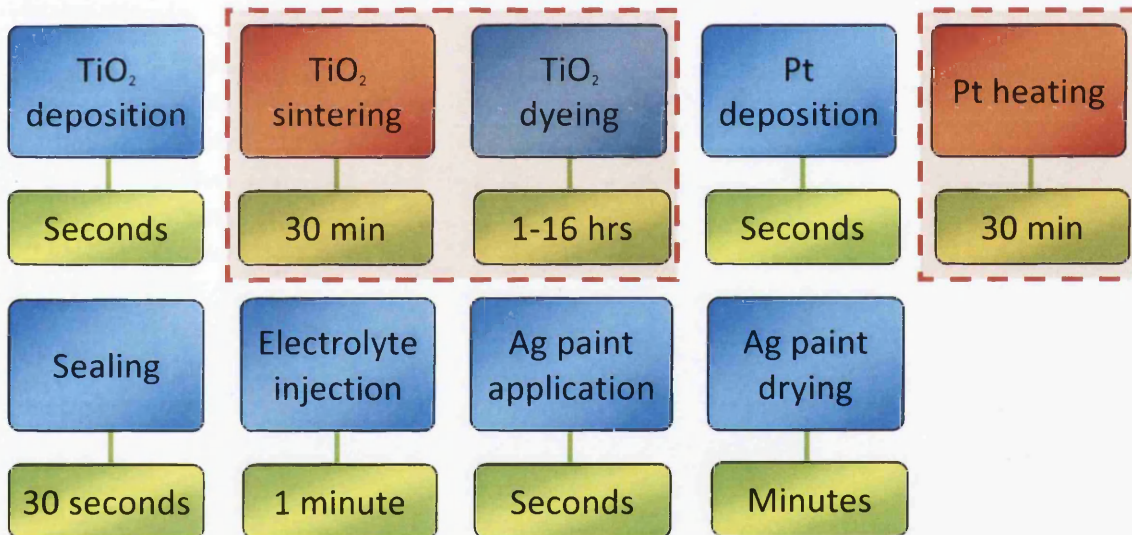 TiO₂
deposition
TiO₂
sintering
TiO₂
dyeing
Pt
deposition
Pt heating
Seconds
30 min
1-16 hrs
Seconds
30 min
Sealing
Electrolyte
injection
Ag paint
application
Ag paint
drying
30 seconds
1 minute
Seconds
Minutes